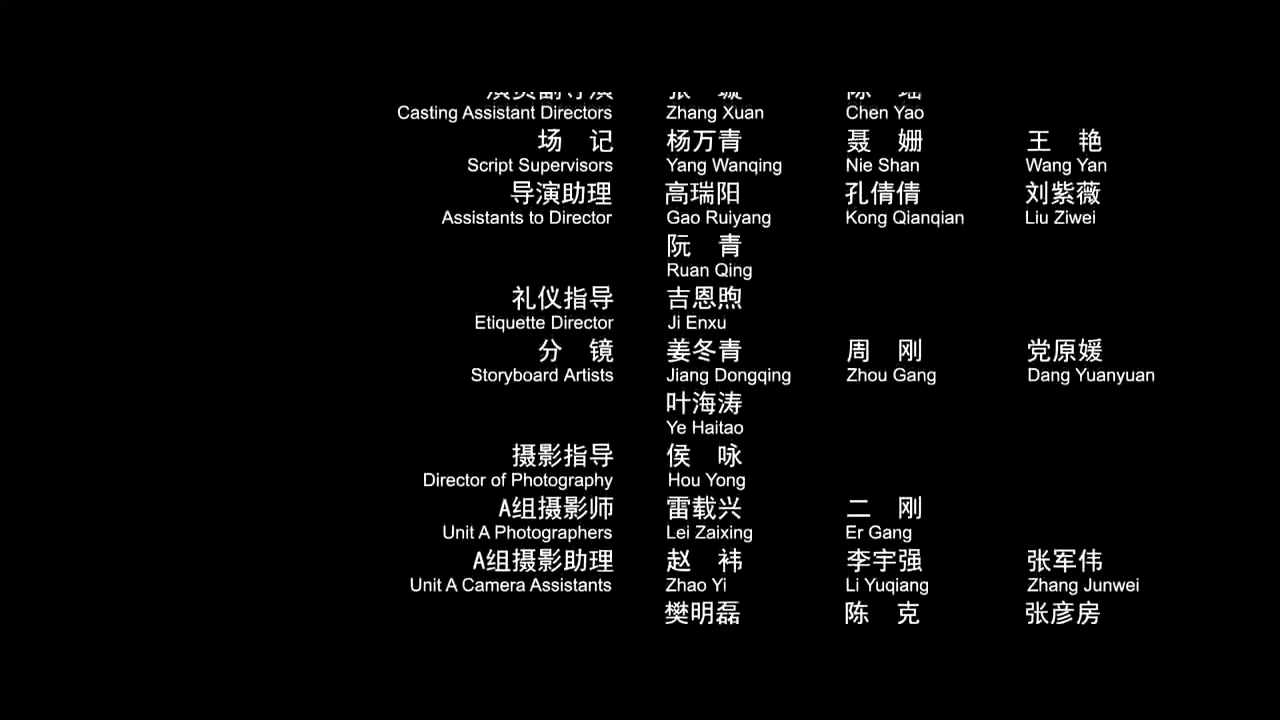 Casting Assistant Directors Zhang Xuan Chen Yao
场 记 杨万青 聂 姗 王 艳
Script Supervisors Yang Wanqing Nie Shan Wang Yan
导演助理 高瑞阳 孔倩倩 刘紫薇
Assistants to Director Gao Ruiyang Kong Qianqian Liu Ziwei
阮 青
Ruan Qing
礼仪指导 吉恩煦
Etiquette Director Ji Enxu
分 镜 姜冬青 周 刚 党原媛
Storyboard Artists Jiang Dongqing Zhou Gang Dang Yuanyuan
叶海涛
Ye Haitao
摄影指导 侯 咏
Director of Photography Hou Yong
A组摄影师 雷载兴 二 刚
Unit A Photographers Lei Zaixing Er Gang
A组摄影助理 赵 祎 李宇强 张军伟
Unit A Camera Assistants Zhao Yi Li Yuqiang Zhang Junwei
樊明磊 陈 克 张彦房